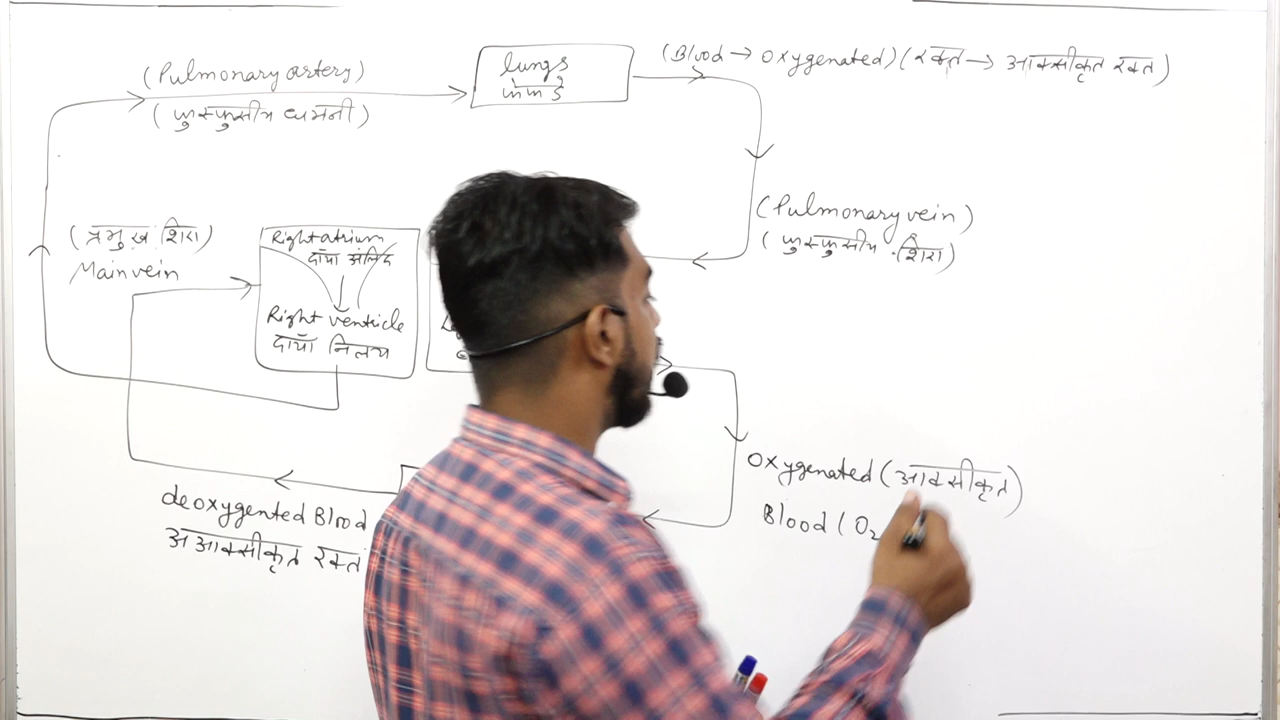 (Pulmonary artery)
(फुस्फुसीय धमनी)
lungs
(Blood → Oxygenated) (रक्त → आक्सीकृत रक्त)
(Pulmonary vein)
(फुस्फुसीय शिरा)
(प्रमुख शिरा)
Main vein
Right atrium
दाँया अलिंद
Right ventricle
दाँया निलय
Oxygenated (आक्सीकृत)
Blood (O₂
deoxygented Blood
अआक्सीकृत रक्त